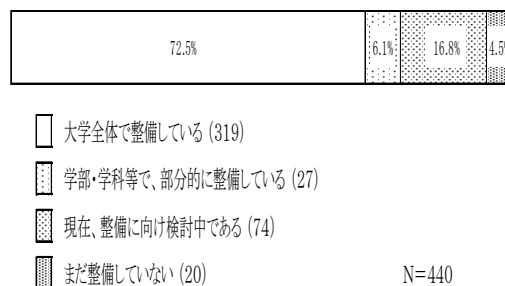 72.5% 6.1% 16.8% 4.5%
大学全体で整備している (319)
学部・学科等で、部分的に整備している (27)
現在、整備に向け検討中である (74)
まだ整備していない (20) N=440